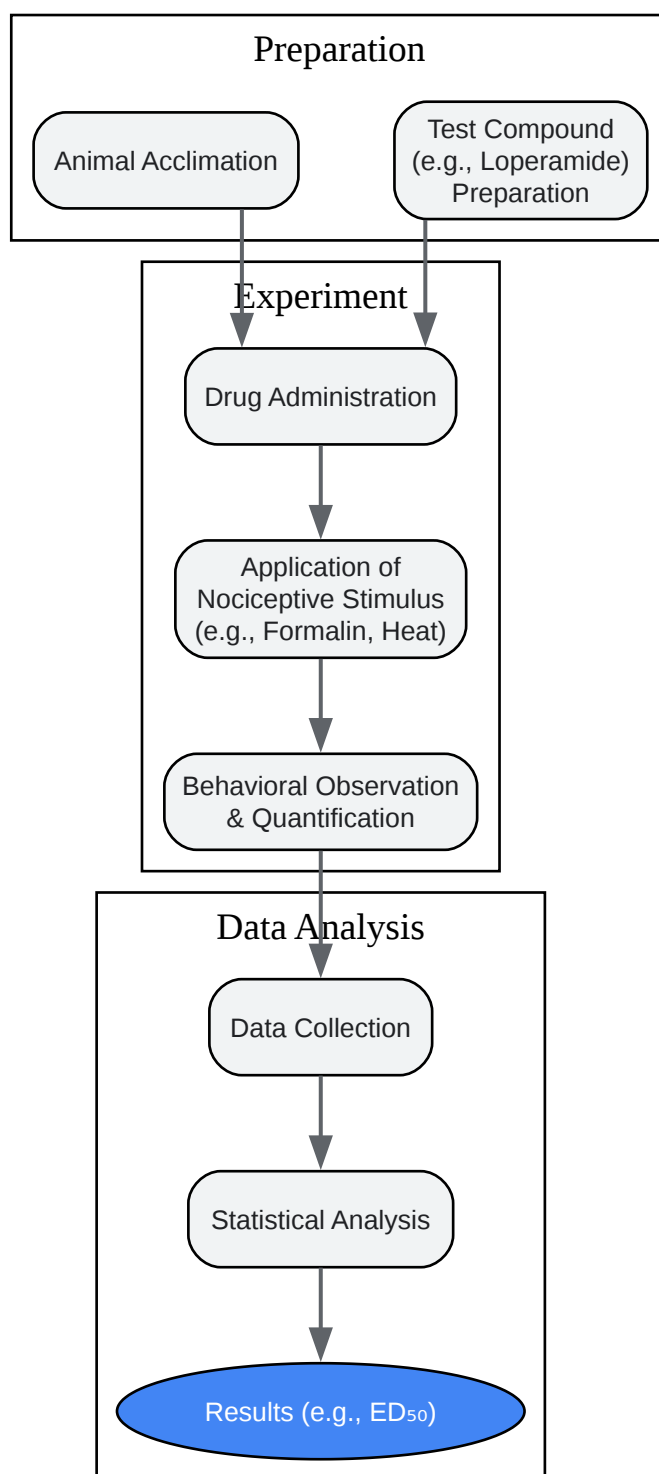 Preparation
Animal Acclimation
Test Compound
(e.g., Loperamide)
Preparation
Experiment
Drug Administration
Application of
Nociceptive Stimulus
(e.g., Formalin, Heat)
Behavioral Observation
& Quantification
Data Analysis
Data Collection
Statistical Analysis
Results (e.g., ED₅₀)